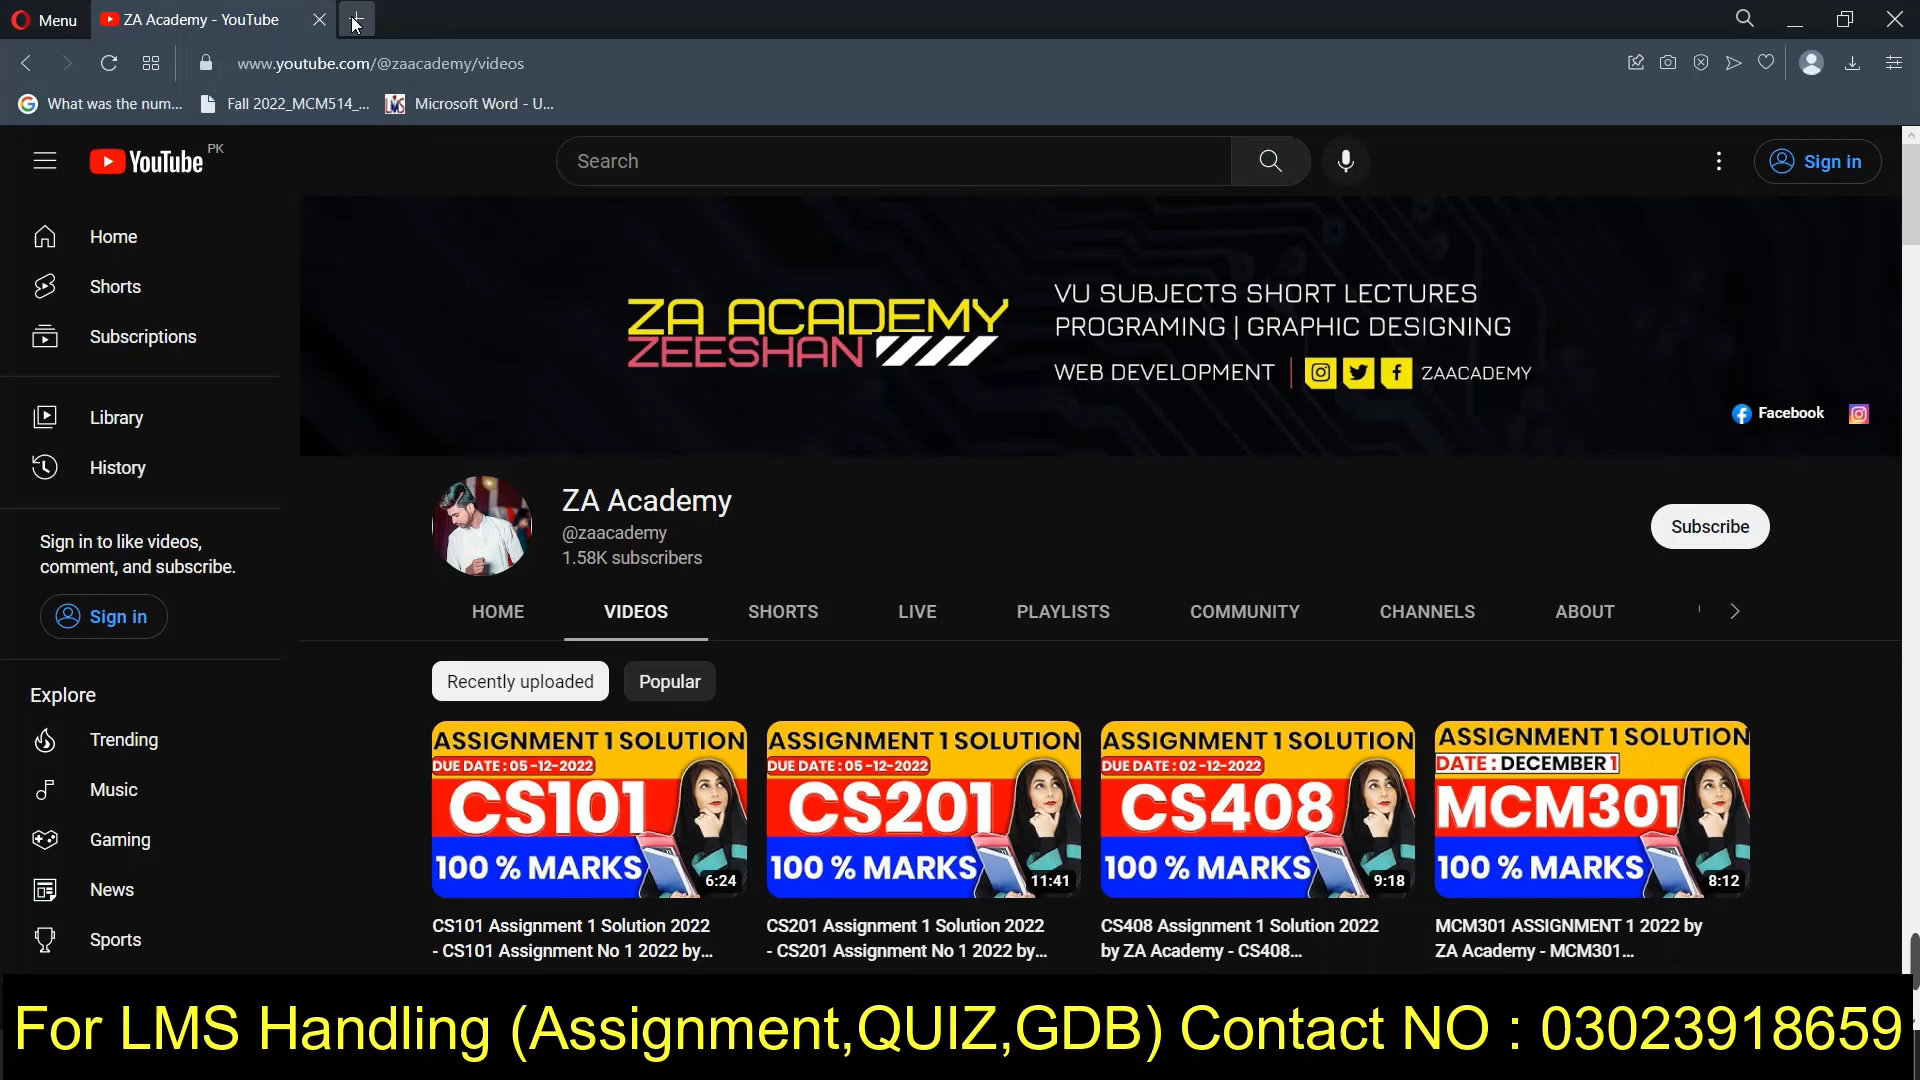 Menu
ZA Academy - YouTube
www.youtube.com/@zaacademy/videos
What was the num...
Fall 2022_MCM514_...
Microsoft Word - U...
YouTube PK
Search
Sign in
Home
Shorts
Subscriptions
Library
History
Sign in to like videos,
comment, and subscribe.
Sign in
Explore
Trending
Music
Gaming
News
Sports
ZA ACADEMY
ZEESHAN
VU SUBJECTS SHORT LECTURES
PROGRAMING | GRAPHIC DESIGNING
WEB DEVELOPMENT
ZAACADEMY
Facebook
ZA Academy
@zaacademy
1.58K subscribers
Subscribe
HOME
VIDEOS
SHORTS
LIVE
PLAYLISTS
COMMUNITY
CHANNELS
ABOUT
Recently uploaded
Popular
ASSIGNMENT 1 SOLUTION
DUE DATE : 05 -12-2022
CS101
100 % MARKS
6:24
CS101 Assignment 1 Solution 2022
- CS101 Assignment No 1 2022 by...
ASSIGNMENT 1 SOLUTION
DUE DATE : 05 -12-2022
CS201
100 % MARKS
11:41
CS201 Assignment 1 Solution 2022
- CS201 Assignment No 1 2022 by...
ASSIGNMENT 1 SOLUTION
DUE DATE : 02 -12-2022
CS408
100 % MARKS
9:18
CS408 Assignment 1 Solution 2022
by ZA Academy - CS408...
ASSIGNMENT 1 SOLUTION
DATE : DECEMBER 1
MCM301
100 % MARKS
8:12
MCM301 ASSIGNMENT 1 2022 by
ZA Academy - MCM301...
For LMS Handling (Assignment,QUIZ,GDB) Contact NO : 03023918659